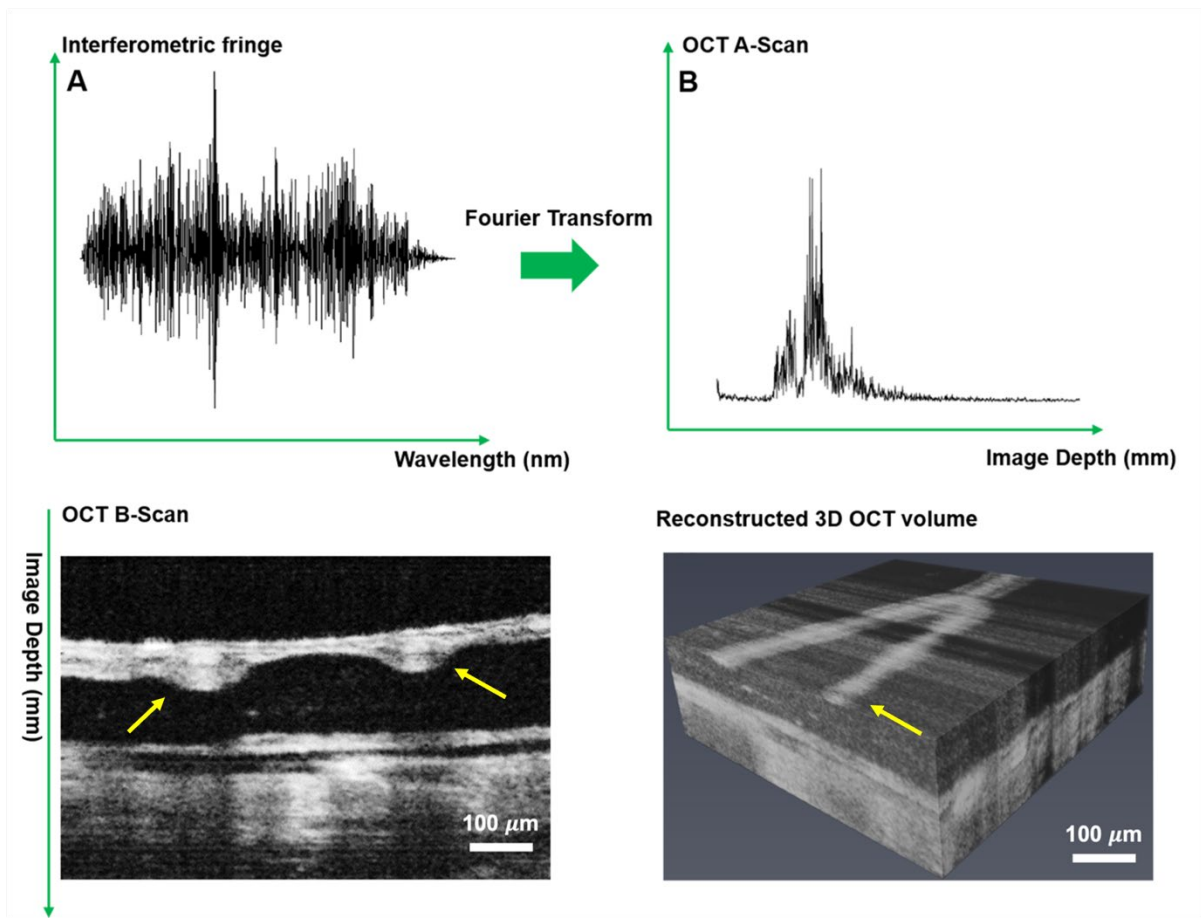 Interferometric fringe
A
Wavelength (nm)
Fourier Transform
OCT A-Scan
B
Image Depth (mm)
OCT B-Scan
Image Depth (mm)
100 μm
Reconstructed 3D OCT volume
100 μm